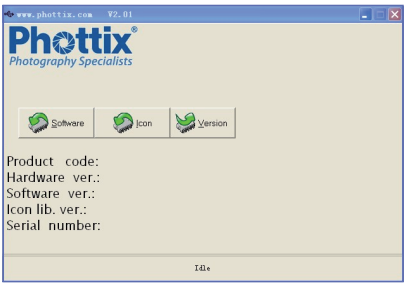 www.phottix.com V2.01
Phottix®
Photography Specialists
Software Icon Version
Product code:
Hardware ver.:
Software ver.:
Icon lib. ver.:
Serial number:
Idle